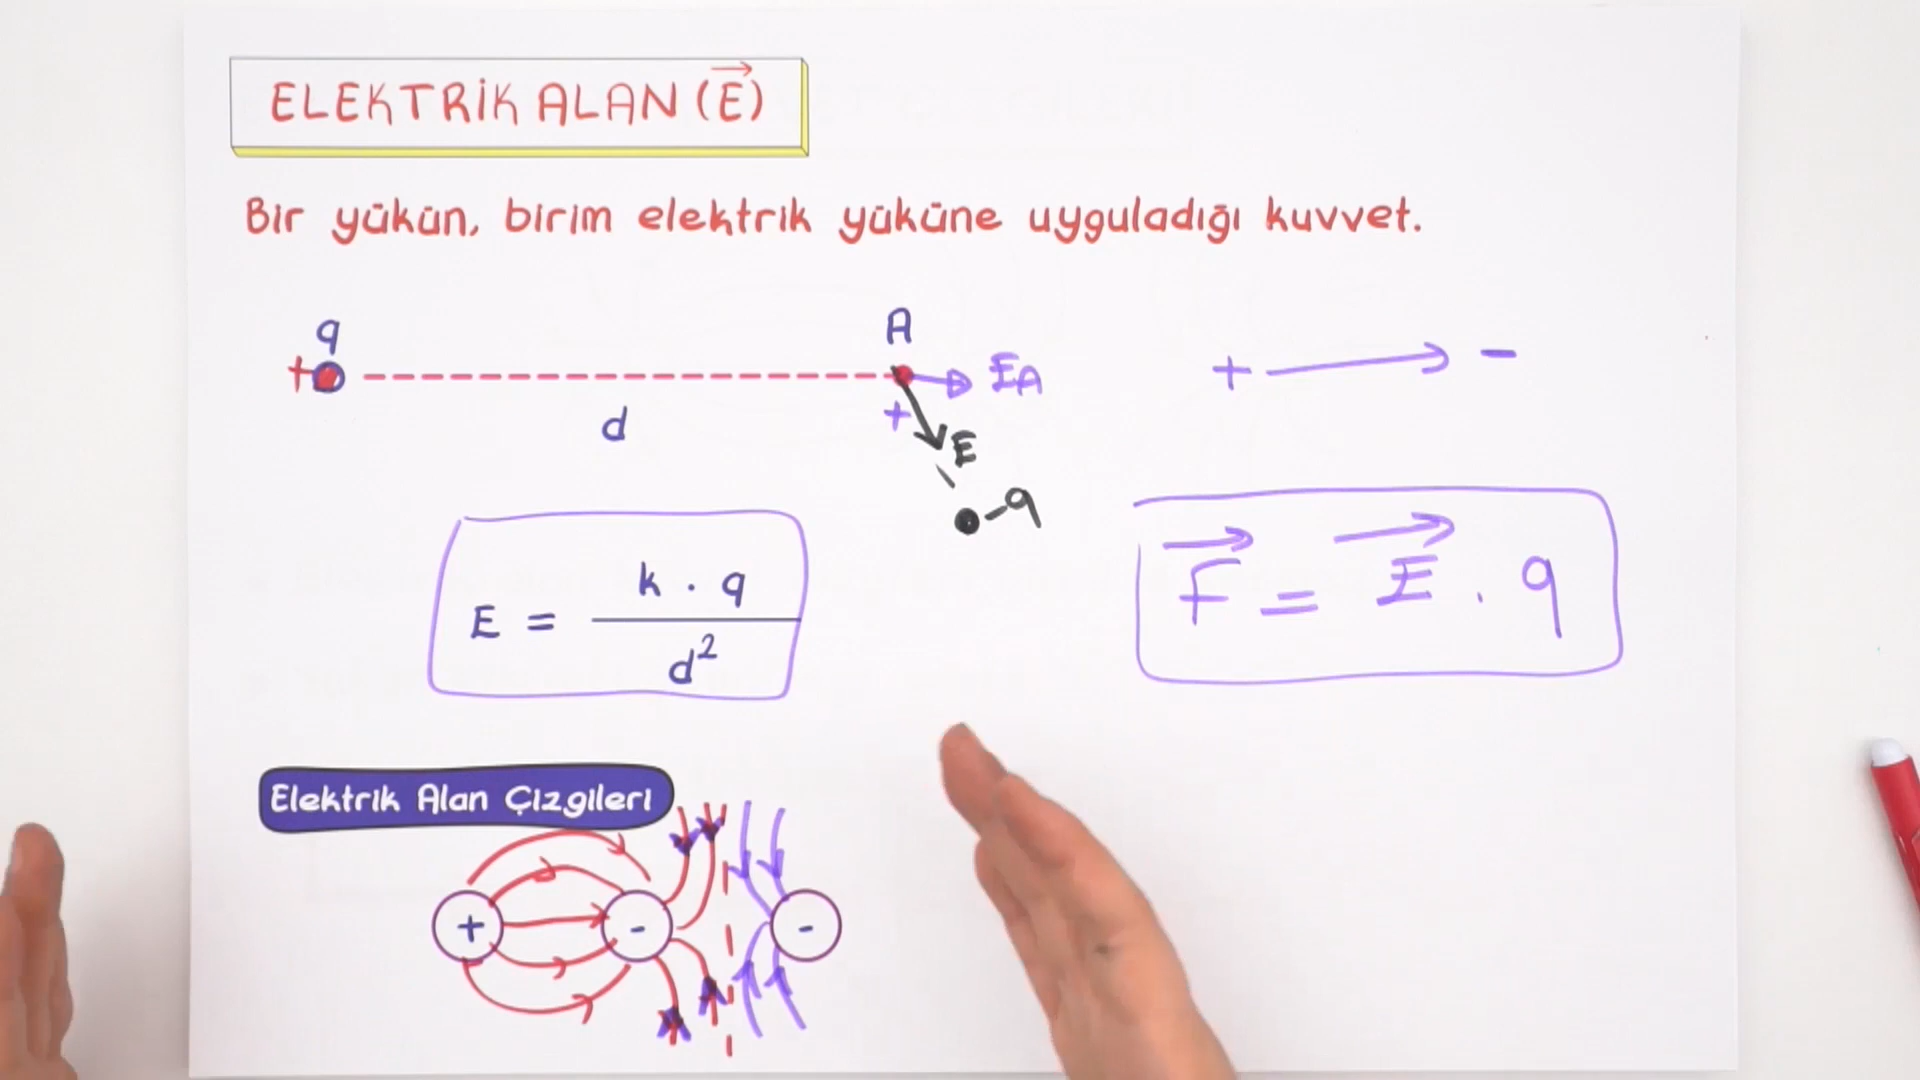 ELEKTRİK ALAN (E)
Bir yükün, birim elektrik yüküne uyguladığı kuvvet.
q
A
+
EA
+ -
+
d
E
-q
E = k . q / d²
F = E . q
Elektrik Alan Çizgileri
+ - -